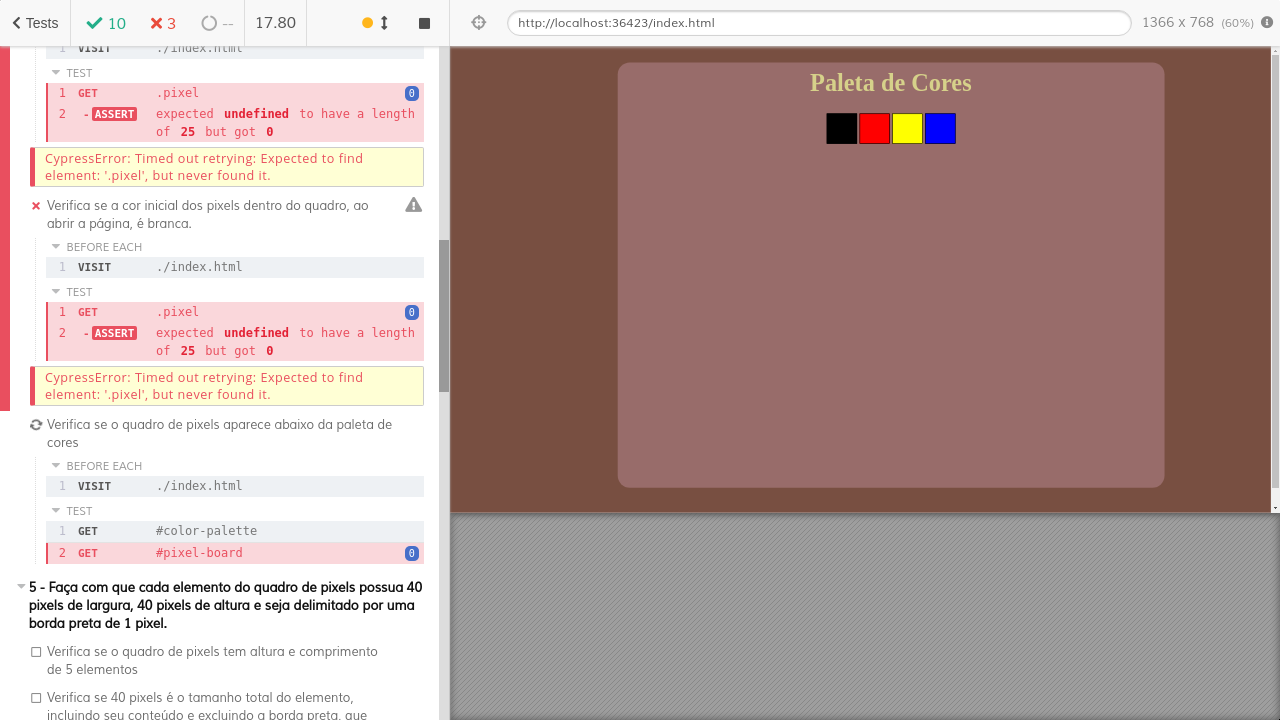 Tests 10 3 -- 17.80
http://localhost:36423/index.html 1366 x 768 (60%)
1 VISIT ./index.html
TEST
1 GET .pixel 0
2 -ASSERT expected undefined to have a length
of 25 but got 0
CypressError: Timed out retrying: Expected to find
element: '.pixel', but never found it.
Verifica se a cor inicial dos pixels dentro do quadro, ao
abrir a página, é branca.
BEFORE EACH
1 VISIT ./index.html
TEST
1 GET .pixel 0
2 -ASSERT expected undefined to have a length
of 25 but got 0
CypressError: Timed out retrying: Expected to find
element: '.pixel', but never found it.
Verifica se o quadro de pixels aparece abaixo da paleta de
cores
BEFORE EACH
1 VISIT ./index.html
TEST
1 GET #color-palette
2 GET #pixel-board 0
5 - Faça com que cada elemento do quadro de pixels possua 40
pixels de largura, 40 pixels de altura e seja delimitado por uma
borda preta de 1 pixel.
Verifica se o quadro de pixels tem altura e comprimento
de 5 elementos
Verifica se 40 pixels é o tamanho total do elemento,
incluindo seu conteúdo e excluindo a borda preta, que
Paleta de Cores